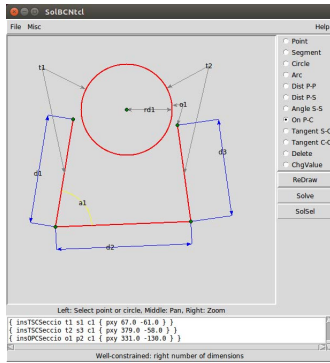 SolBCNtcl
File Misc Help
Point
Segment
Circle
Arc
Dist P-P
Dist P-S
Angle S-S
On P-C
Tangent S-C
Tangent C-C
Delete
ChgValue
ReDraw
Solve
SolSel
t1
t2
rd1
o1
d1
d3
a1
d2
Left: Select point or circle, Middle: Pan, Right: Zoom
{ insTSCSeccio t1 s1 c1 { pxy 67.0 -61.0 } }
{ insTSCSeccio t2 s3 c1 { pxy 379.0 -58.0 } }
{ insOPCSeccio o1 p2 c1 { pxy 331.0 -130.0 } }
Well-constrained: right number of dimensions